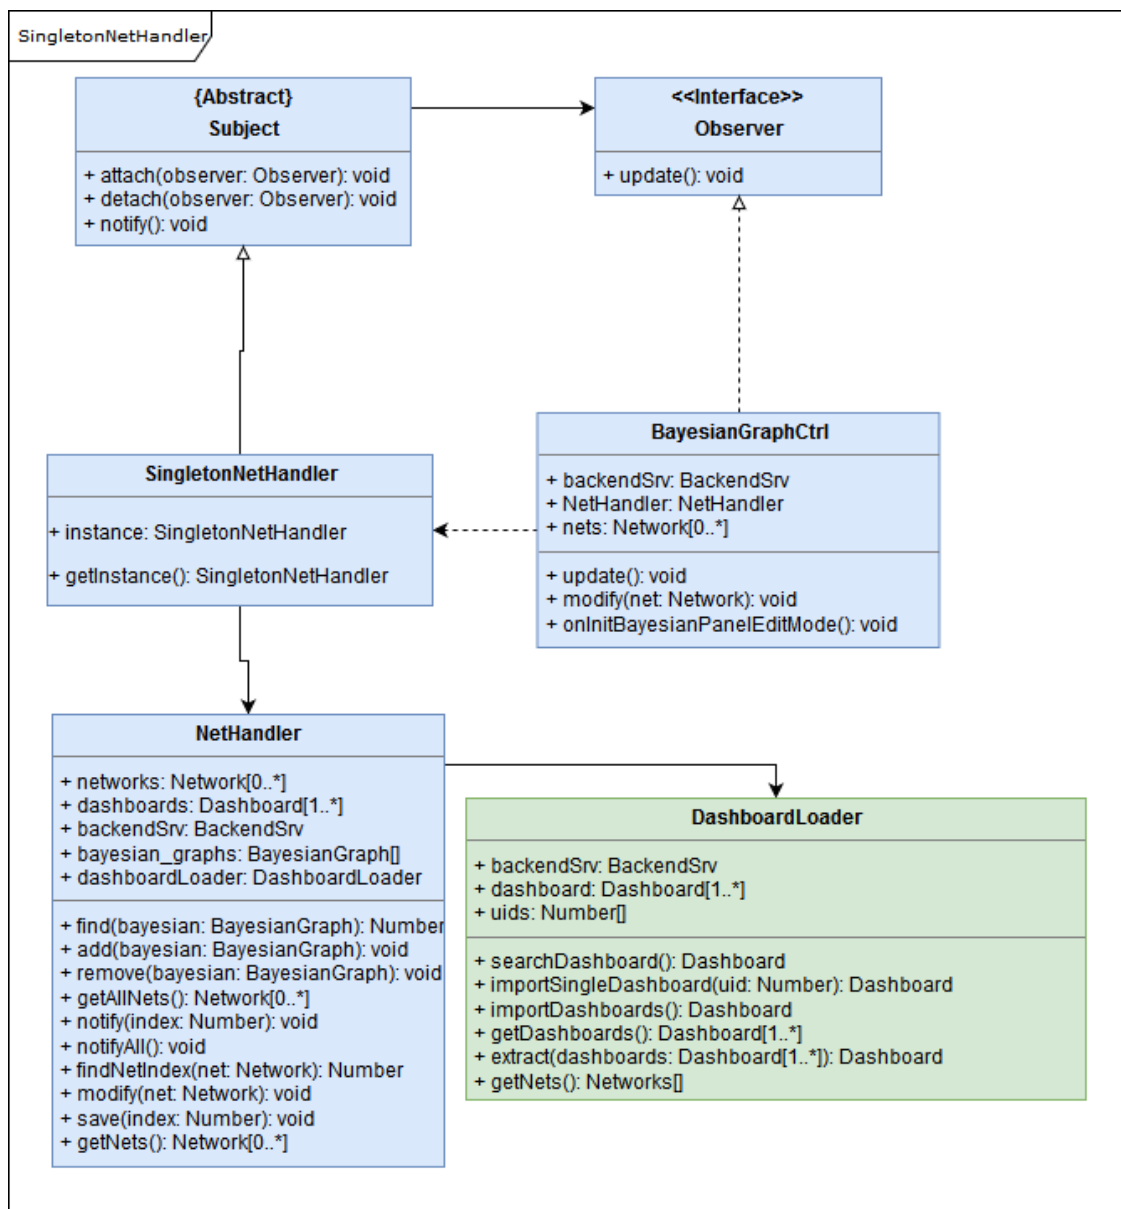 SingletonNetHandler
{Abstract}
Subject
+ attach(observer: Observer): void
+ detach(observer: Observer): void
+ notify(): void
<<Interface>>
Observer
+ update(): void
SingletonNetHandler
+ instance: SingletonNetHandler
+ getInstance(): SingletonNetHandler
BayesianGraphCtrl
+ backendSrv: BackendSrv
+ NetHandler: NetHandler
+ nets: Network[0..*]
+ update(): void
+ modify(net: Network): void
+ onInitBayesianPanelEditMode(): void
NetHandler
+ networks: Network[0..*]
+ dashboards: Dashboard[1..*]
+ backendSrv: BackendSrv
+ bayesian_graphs: BayesianGraph[]
+ dashboardLoader: DashboardLoader
+ find(bayesian: BayesianGraph): Number
+ add(bayesian: BayesianGraph): void
+ remove(bayesian: BayesianGraph): void
+ getAllNets(): Network[0..*]
+ notify(index: Number): void
+ notifyAll(): void
+ findNetIndex(net: Network): Number
+ modify(net: Network): void
+ save(index: Number): void
+ getNets(): Network[0..*]
DashboardLoader
+ backendSrv: BackendSrv
+ dashboard: Dashboard[1..*]
+ uids: Number[]
+ searchDashboard(): Dashboard
+ importSingleDashboard(uid: Number): Dashboard
+ importDashboards(): Dashboard
+ getDashboards(): Dashboard[1..*]
+ extract(dashboards: Dashboard[1..*]): Dashboard
+ getNets(): Networks[]